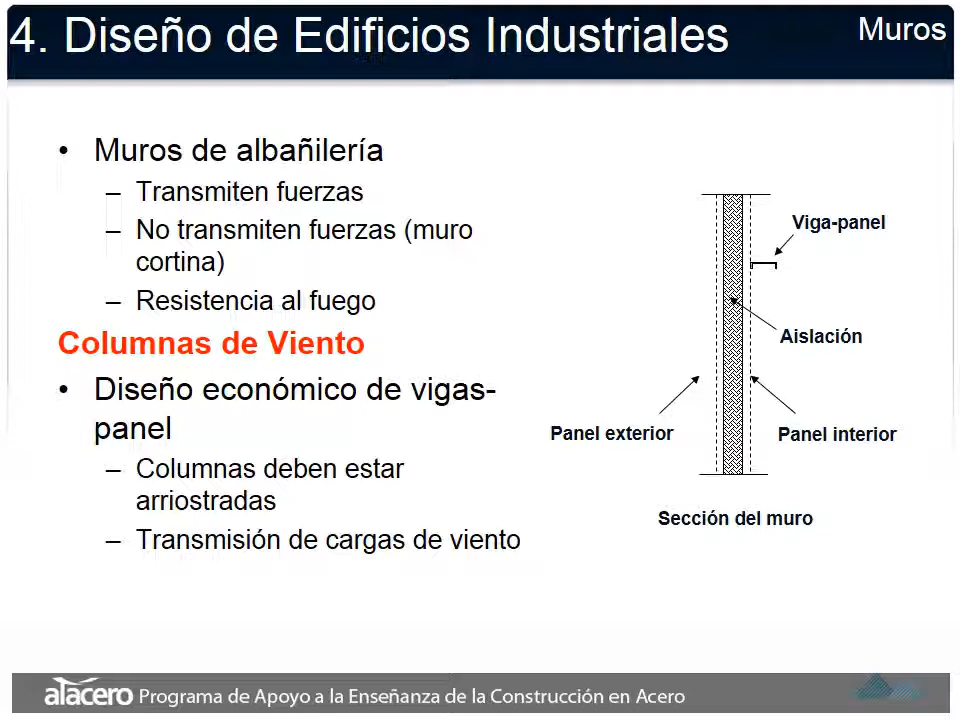 4. Diseño de Edificios Industriales
Muros
• Muros de albañilería
– Transmiten fuerzas
– No transmiten fuerzas (muro
cortina)
– Resistencia al fuego
Columnas de Viento
• Diseño económico de vigas-
panel
– Columnas deben estar
arriostradas
– Transmisión de cargas de viento
Viga-panel
Aislación
Panel exterior
Panel interior
Sección del muro
alacero Programa de Apoyo a la Enseñanza de la Construcción en Acero